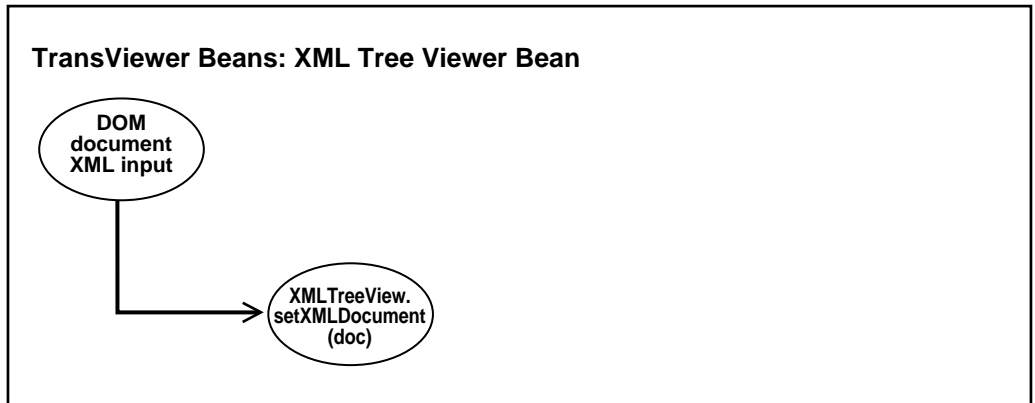 TransViewer Beans: XML Tree Viewer Bean
DOM
document
XML input
XMLTreeView.
setXMLDocument
(doc)